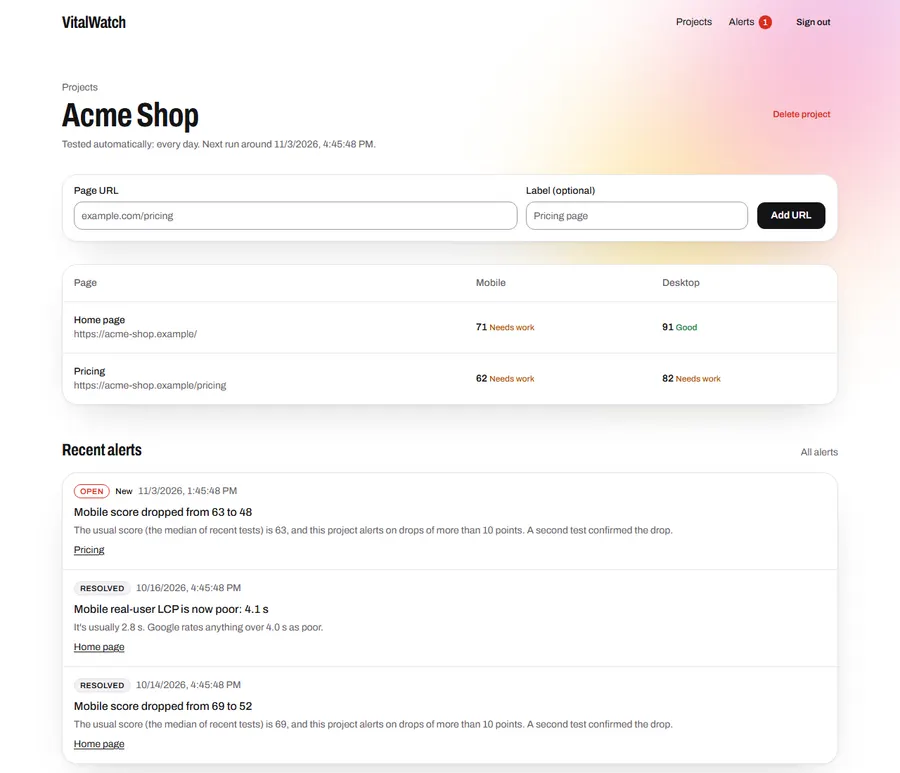 VitalWatch
Projects Alerts 1 Sign out
Projects
Acme Shop
Delete project
Tested automatically: every day. Next run around 11/3/2026, 4:45:48 PM.
Page URL Label (optional)
example.com/pricing Pricing page Add URL
Page Mobile Desktop
Home page
https://acme-shop.example/
71 Needs work 91 Good
Pricing
https://acme-shop.example/pricing
62 Needs work 82 Needs work
Recent alerts All alerts
OPEN New 11/3/2026, 1:45:48 PM
Mobile score dropped from 63 to 48
The usual score (the median of recent tests) is 63, and this project alerts on drops of more than 10 points. A second test confirmed the drop.
Pricing
RESOLVED 10/16/2026, 4:45:48 PM
Mobile real-user LCP is now poor: 4.1 s
It's usually 2.8 s. Google rates anything over 4.0 s as poor.
Home page
RESOLVED 10/14/2026, 4:45:48 PM
Mobile score dropped from 69 to 52
The usual score (the median of recent tests) is 69, and this project alerts on drops of more than 10 points. A second test confirmed the drop.
Home page